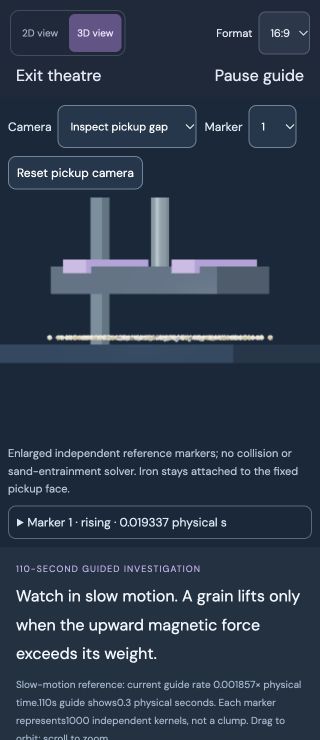 2D view 3D view Format 16:9
Exit theatre Pause guide
Camera Inspect pickup gap Marker 1
Reset pickup camera
Enlarged independent reference markers; no collision or
sand-entrainment solver. Iron stays attached to the fixed
pickup face.
Marker 1 · rising · 0.019337 physical s
110-SECOND GUIDED INVESTIGATION
Watch in slow motion. A grain lifts only
when the upward magnetic force
exceeds its weight.
Slow-motion reference: current guide rate 0.001857× physical
time.110s guide shows0.3 physical seconds. Each marker
represents1000 independent kernels, not a clump. Drag to
orbit; scroll to zoom.